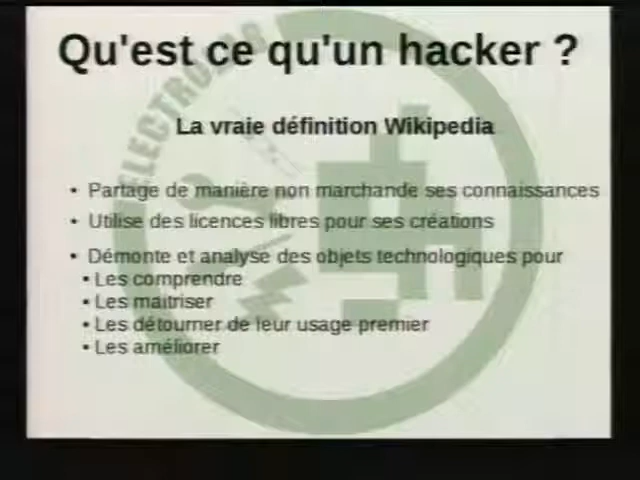 Qu'est ce qu'un hacker ?
La vraie définition Wikipedia
• Partage de manière non marchande ses connaissances
• Utilise des licences libres pour ses créations
• Démonte et analyse des objets technologiques pour
• Les comprendre
• Les maitriser
• Les détourner de leur usage premier
• Les améliorer